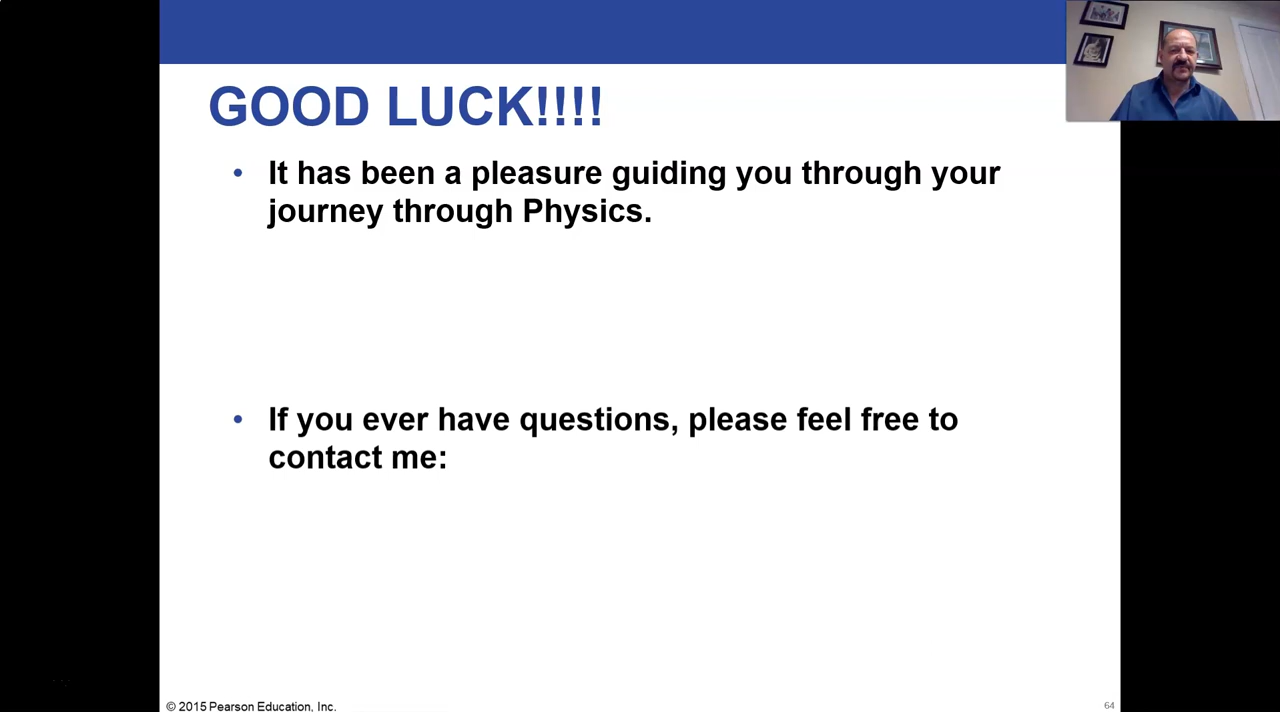 GOOD LUCK!!!!
• It has been a pleasure guiding you through your
journey through Physics.
• If you ever have questions, please feel free to
contact me:
© 2015 Pearson Education, Inc.
64